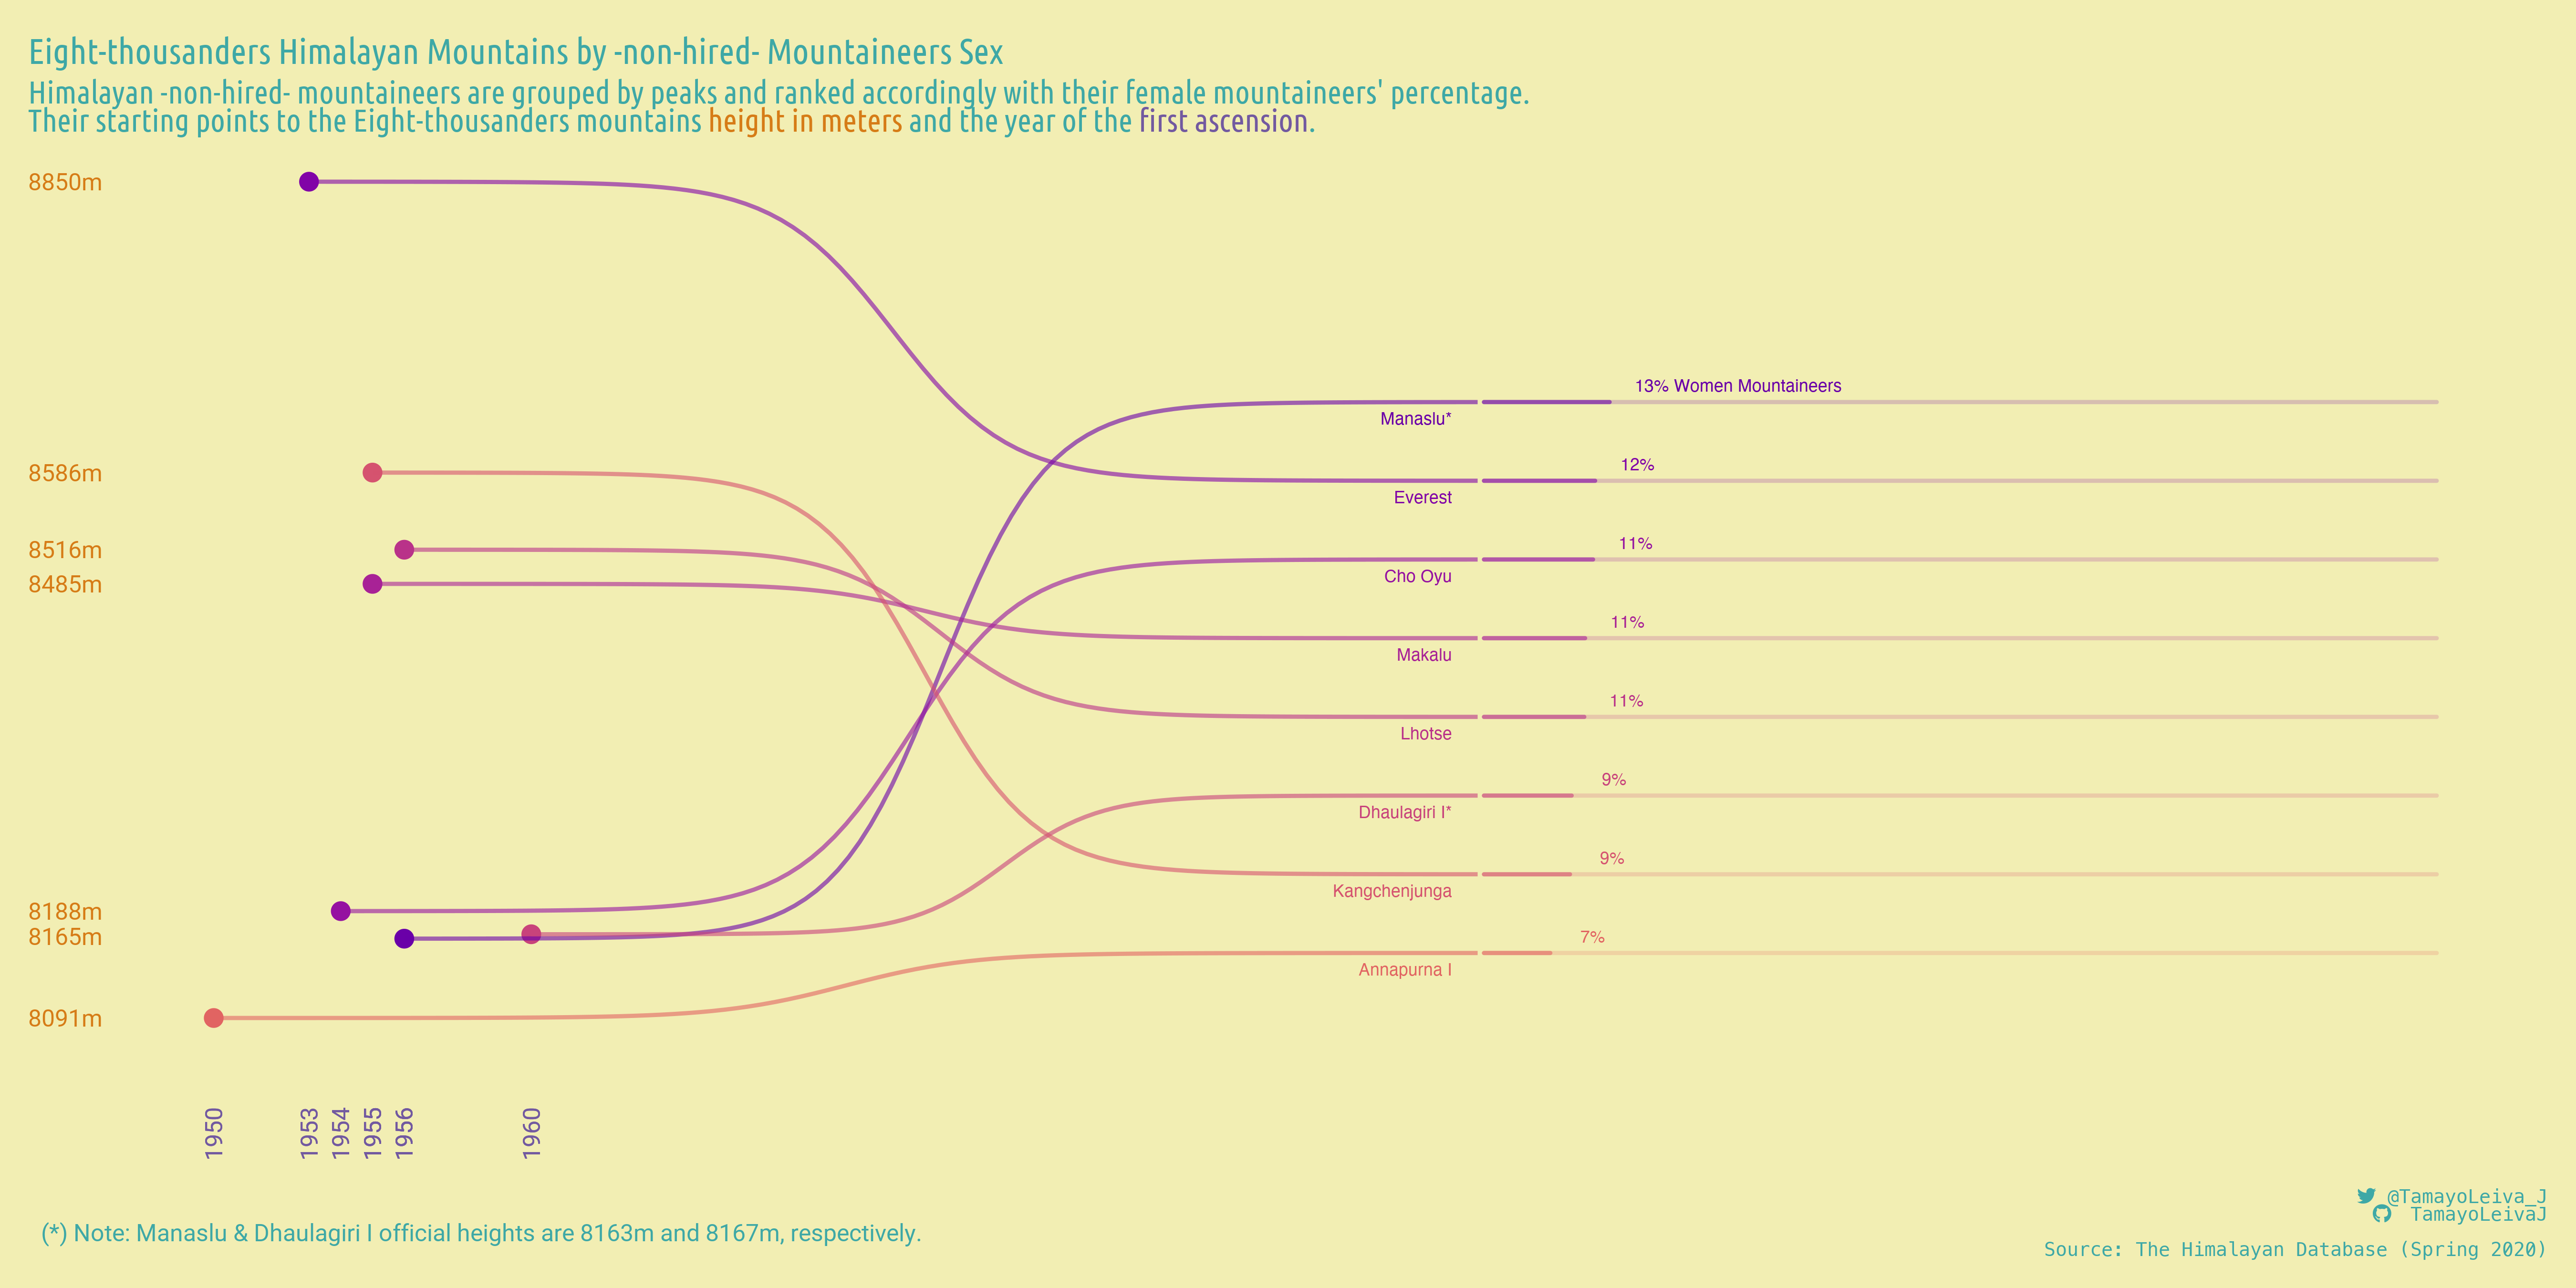 Eight-thousanders Himalayan Mountains by -non-hired- Mountaineers Sex
Himalayan -non-hired- mountaineers are grouped by peaks and ranked accordingly with their female mountaineers' percentage.
Their starting points to the Eight-thousanders mountains height in meters and the year of the first ascension.
8850m
8586m
8516m
8485m
8188m
8165m
8091m
13% Women Mountaineers
Manaslu*
12%
Everest
11%
Cho Oyu
11%
Makalu
11%
Lhotse
9%
Dhaulagiri I*
9%
Kangchenjunga
7%
Annapurna I
1950
1953
1954
1955
1956
1960
(*) Note: Manaslu & Dhaulagiri I official heights are 8163m and 8167m, respectively.
@TamayoLeiva_J
TamayoLeivaJ
Source: The Himalayan Database (Spring 2020)